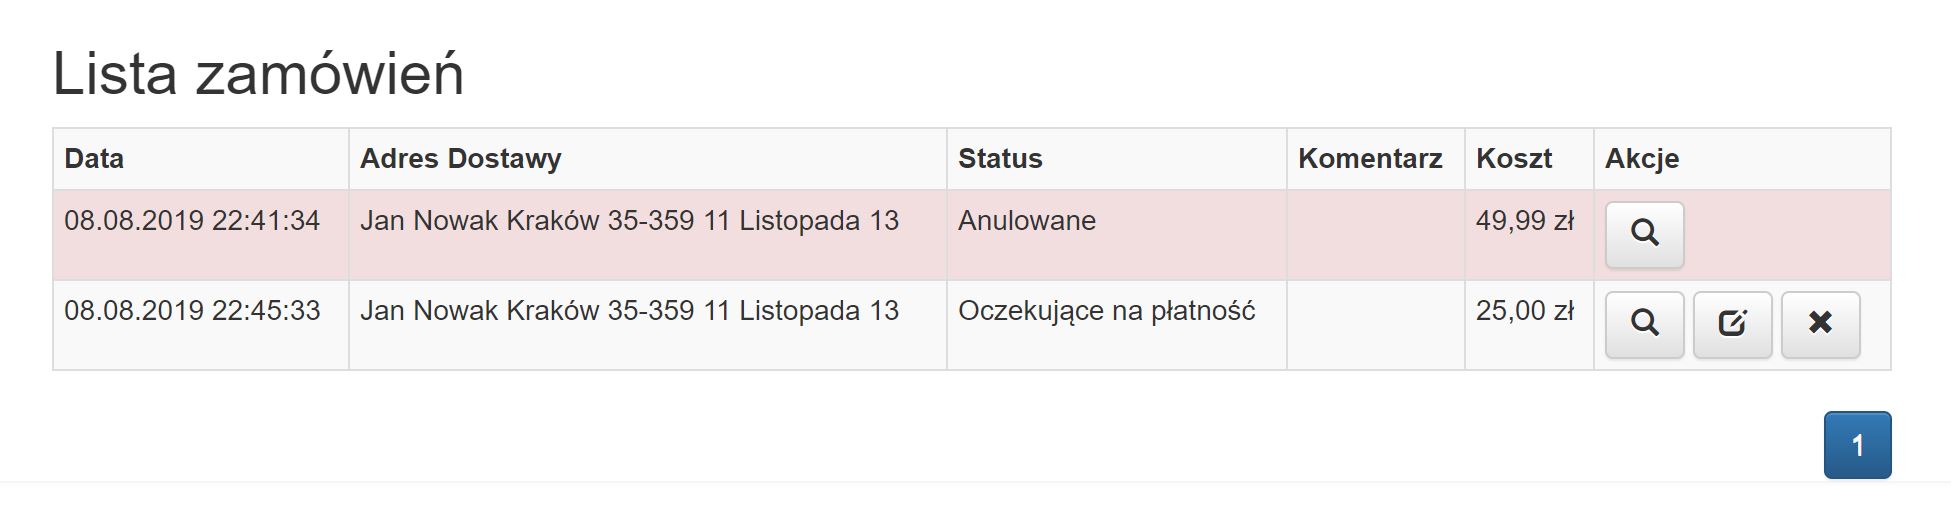 Lista zamówień
Data Adres Dostawy Status Komentarz Koszt Akcje
08.08.2019 22:41:34 Jan Nowak Kraków 35-359 11 Listopada 13 Anulowane 49,99 zł
08.08.2019 22:45:33 Jan Nowak Kraków 35-359 11 Listopada 13 Oczekujące na płatność 25,00 zł
1